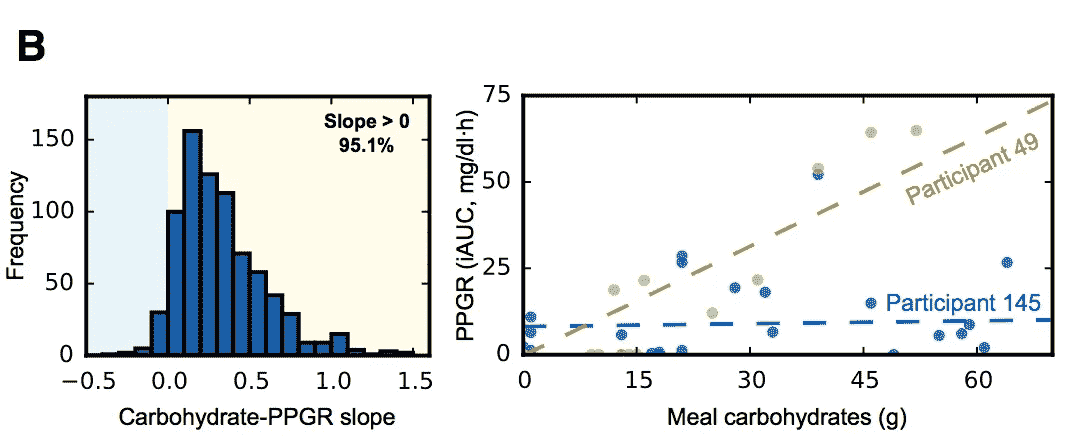 B
Frequency
150
100
50
0
Slope > 0
95.1%
−0.5
0.0
0.5
1.0
1.5
Carbohydrate-PPGR slope
PPGR (iAUC, mg/dl·h)
75
50
25
0
Participant 49
Participant 145
0
15
30
45
60
Meal carbohydrates (g)